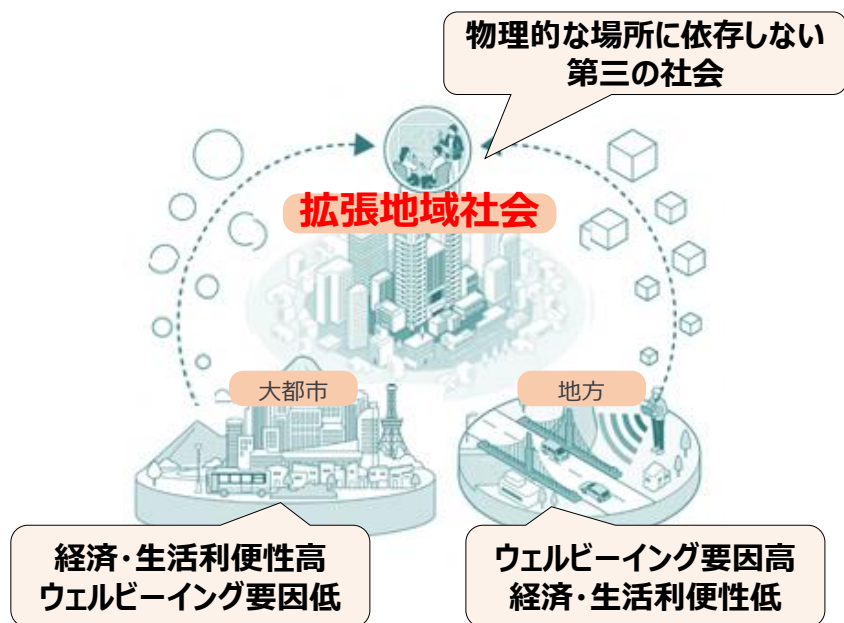 物理的な場所に依存しない
第三の社会
拡張地域社会
大都市
地方
経済・生活利便性高
ウェルビーイング要因低
ウェルビーイング要因高
経済・生活利便性低